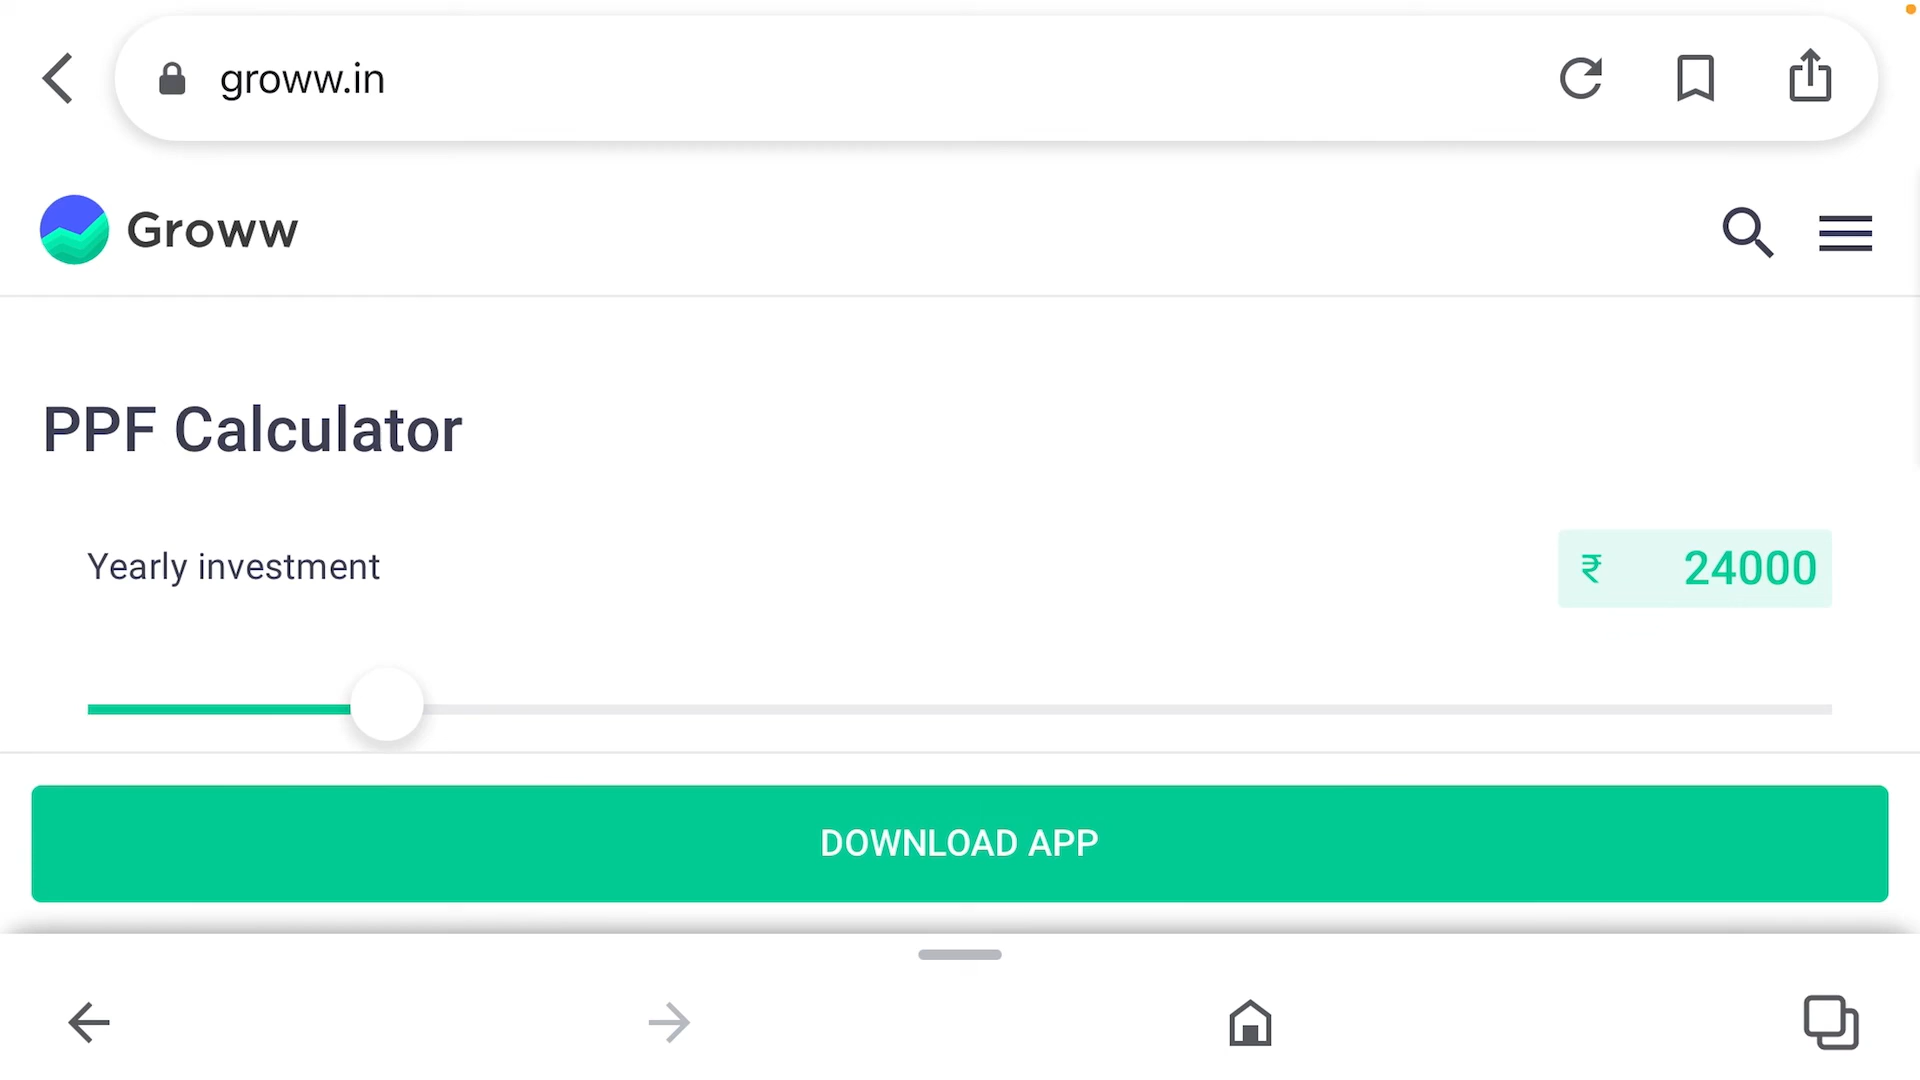 groww.in
Groww
PPF Calculator
Yearly investment
₹ 24000
DOWNLOAD APP